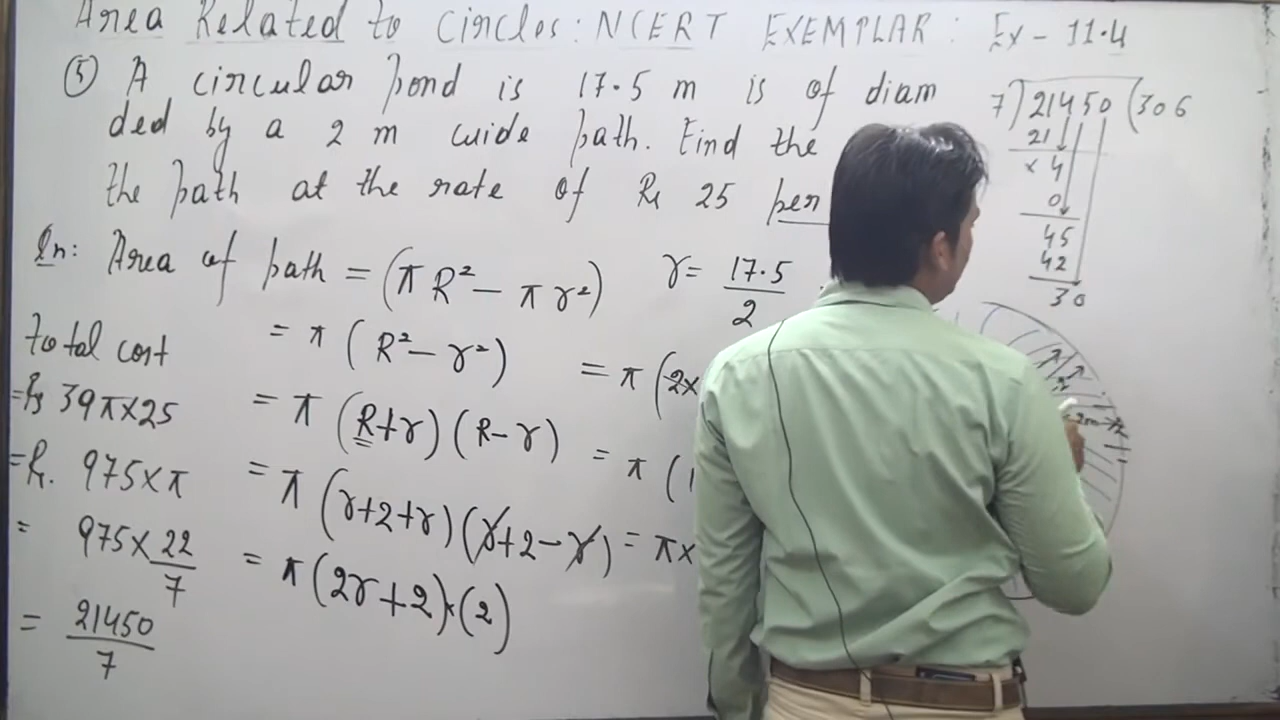 Area Related to Circles : NCERT EXEMPLAR : Ex - 11.4
⑤ A circular pond is 17.5 m is of diam
ded by a 2 m wide path. Find the
the path at the rate of Rs 25 per
Area of path = (πR² - πr²)
= π (R² - r²)
= π (R+r)(R-r)
= π (r+2+r)(r+2-r)
= π (2r+2)×(2)
r = 17.5/2
= π (2×
= π (1
= π×
total cost
=Rs 39π×25
=Rs. 975×π
= 975×22/7
= 21450/7
7)21450(306
21
×4
0
45
42
30
2m